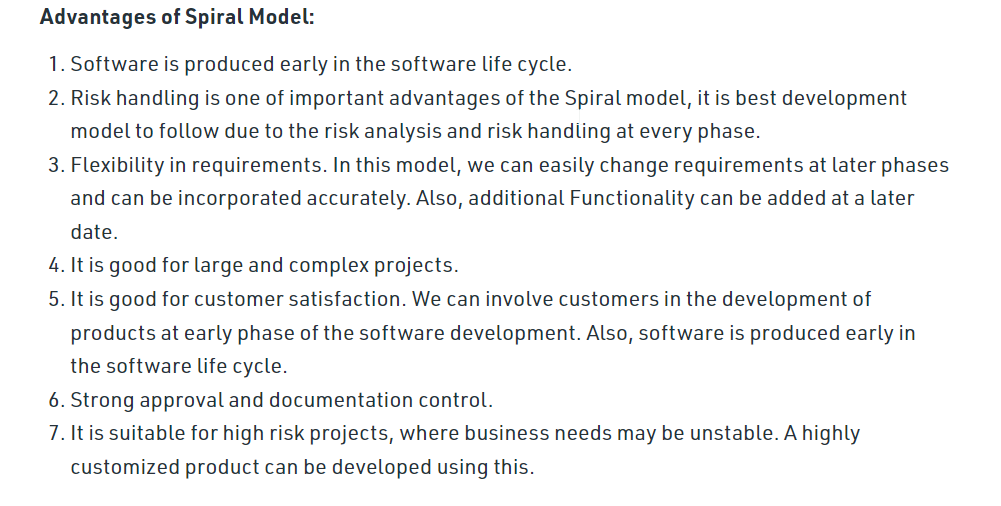 Advantages of Spiral Model:
1. Software is produced early in the software life cycle.
2. Risk handling is one of important advantages of the Spiral model, it is best development
model to follow due to the risk analysis and risk handling at every phase.
3. Flexibility in requirements. In this model, we can easily change requirements at later phases
and can be incorporated accurately. Also, additional Functionality can be added at a later
date.
4. It is good for large and complex projects.
5. It is good for customer satisfaction. We can involve customers in the development of
products at early phase of the software development. Also, software is produced early in
the software life cycle.
6. Strong approval and documentation control.
7. It is suitable for high risk projects, where business needs may be unstable. A highly
customized product can be developed using this.